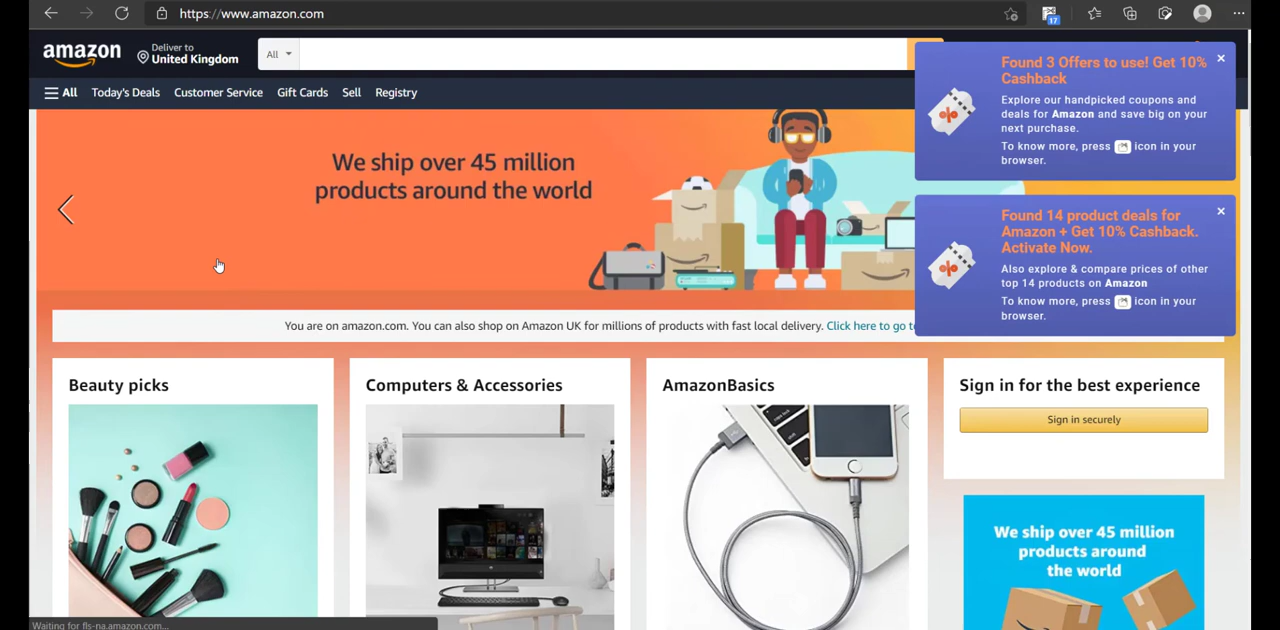 https://www.amazon.com
17
amazon
Deliver to
United Kingdom
All
All
Today's Deals
Customer Service
Gift Cards
Sell
Registry
Found 3 Offers to use! Get 10%
Cashback
Explore our handpicked coupons and
deals for Amazon and save big on your
next purchase.
To know more, press icon in your
browser.
We ship over 45 million
products around the world
Found 14 product deals for
Amazon + Get 10% Cashback.
Activate Now.
Also explore & compare prices of other
top 14 products on Amazon
To know more, press icon in your
browser.
You are on amazon.com. You can also shop on Amazon UK for millions of products with fast local delivery. Click here to go
Beauty picks
Computers & Accessories
AmazonBasics
Sign in for the best experience
Sign in securely
We ship over 45 million
products around
the world
Waiting for fls-na.amazon.com...